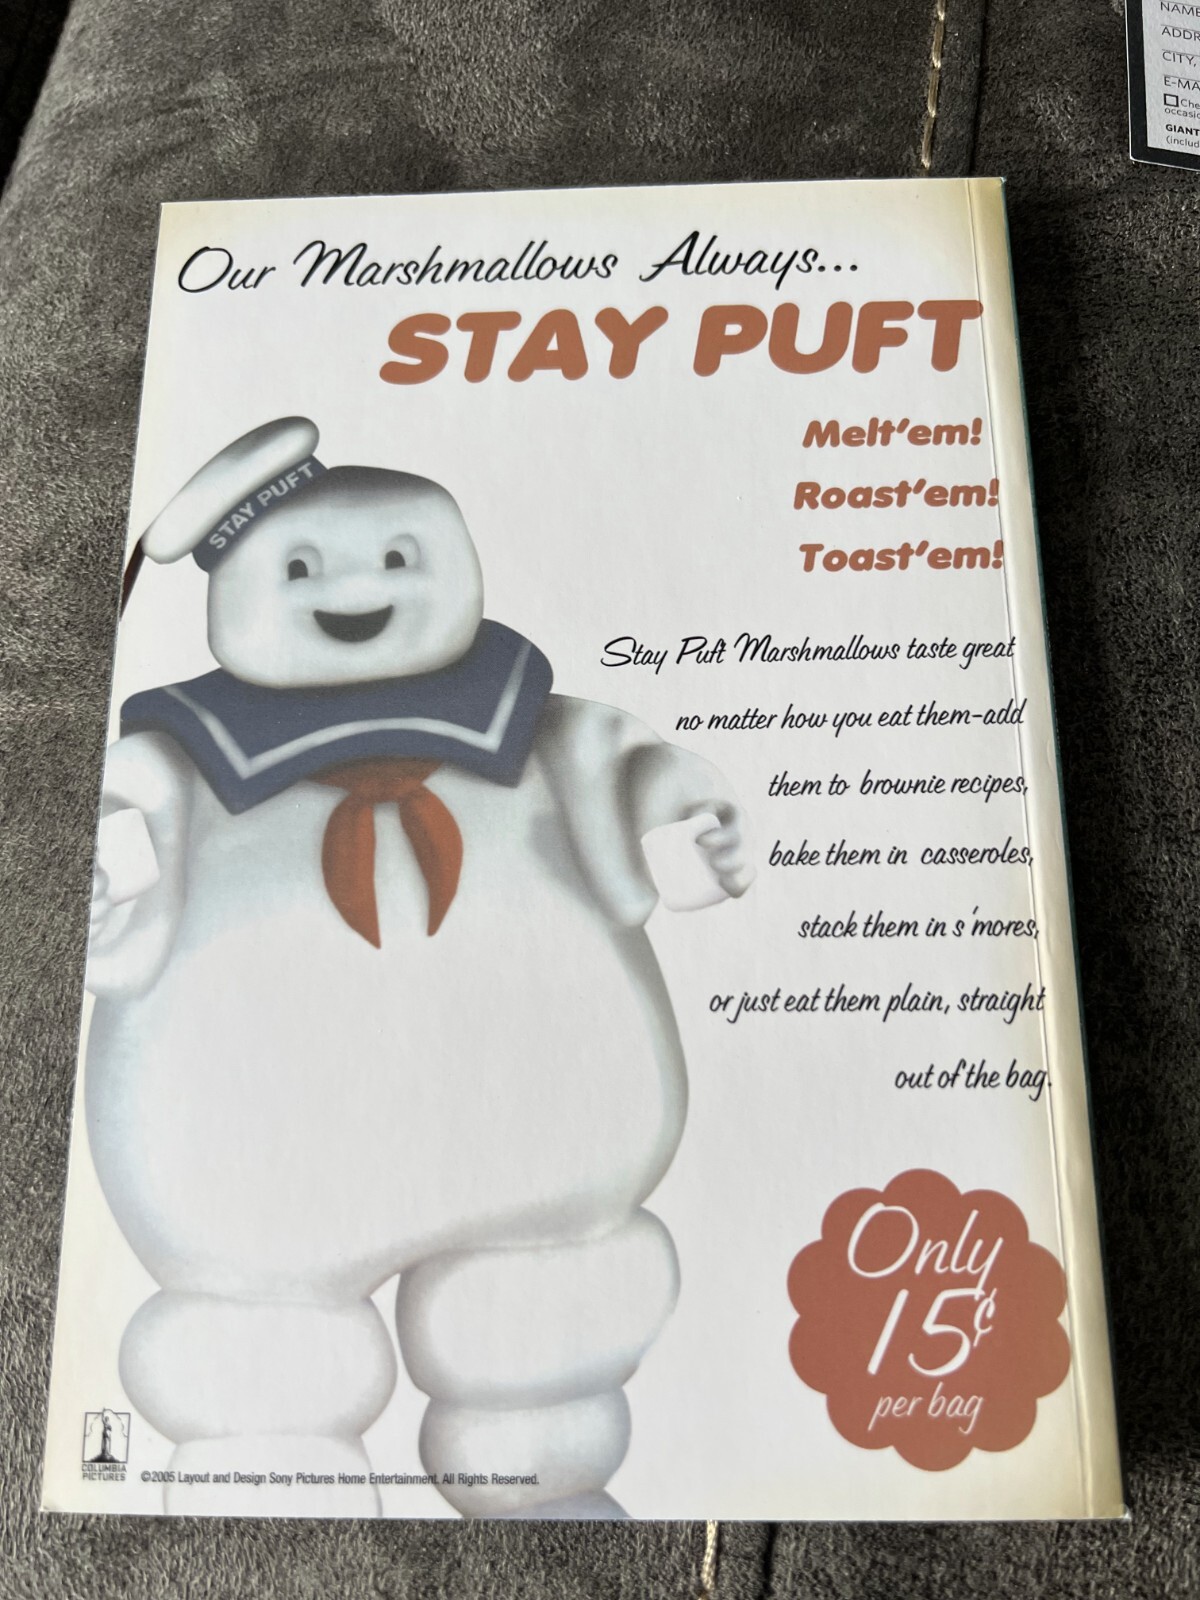 NAME
ADDR
CITY,
E-MA
Che
occasio
GIANT
(includ
Our Marshmallows Always...
STAY PUFT
STAY PUFT
Melt'em!
Roast'em!
Toast'em!
Stay Puft Marshmallows taste great
no matter how you eat them-add
them to brownie recipes,
bake them in casseroles,
stack them in s'mores,
or just eat them plain, straight
out of the bag.
Only
15¢
per bag
COLUMBIA
PICTURES
©2005 Layout and Design Sony Pictures Home Entertainment. All Rights Reserved.